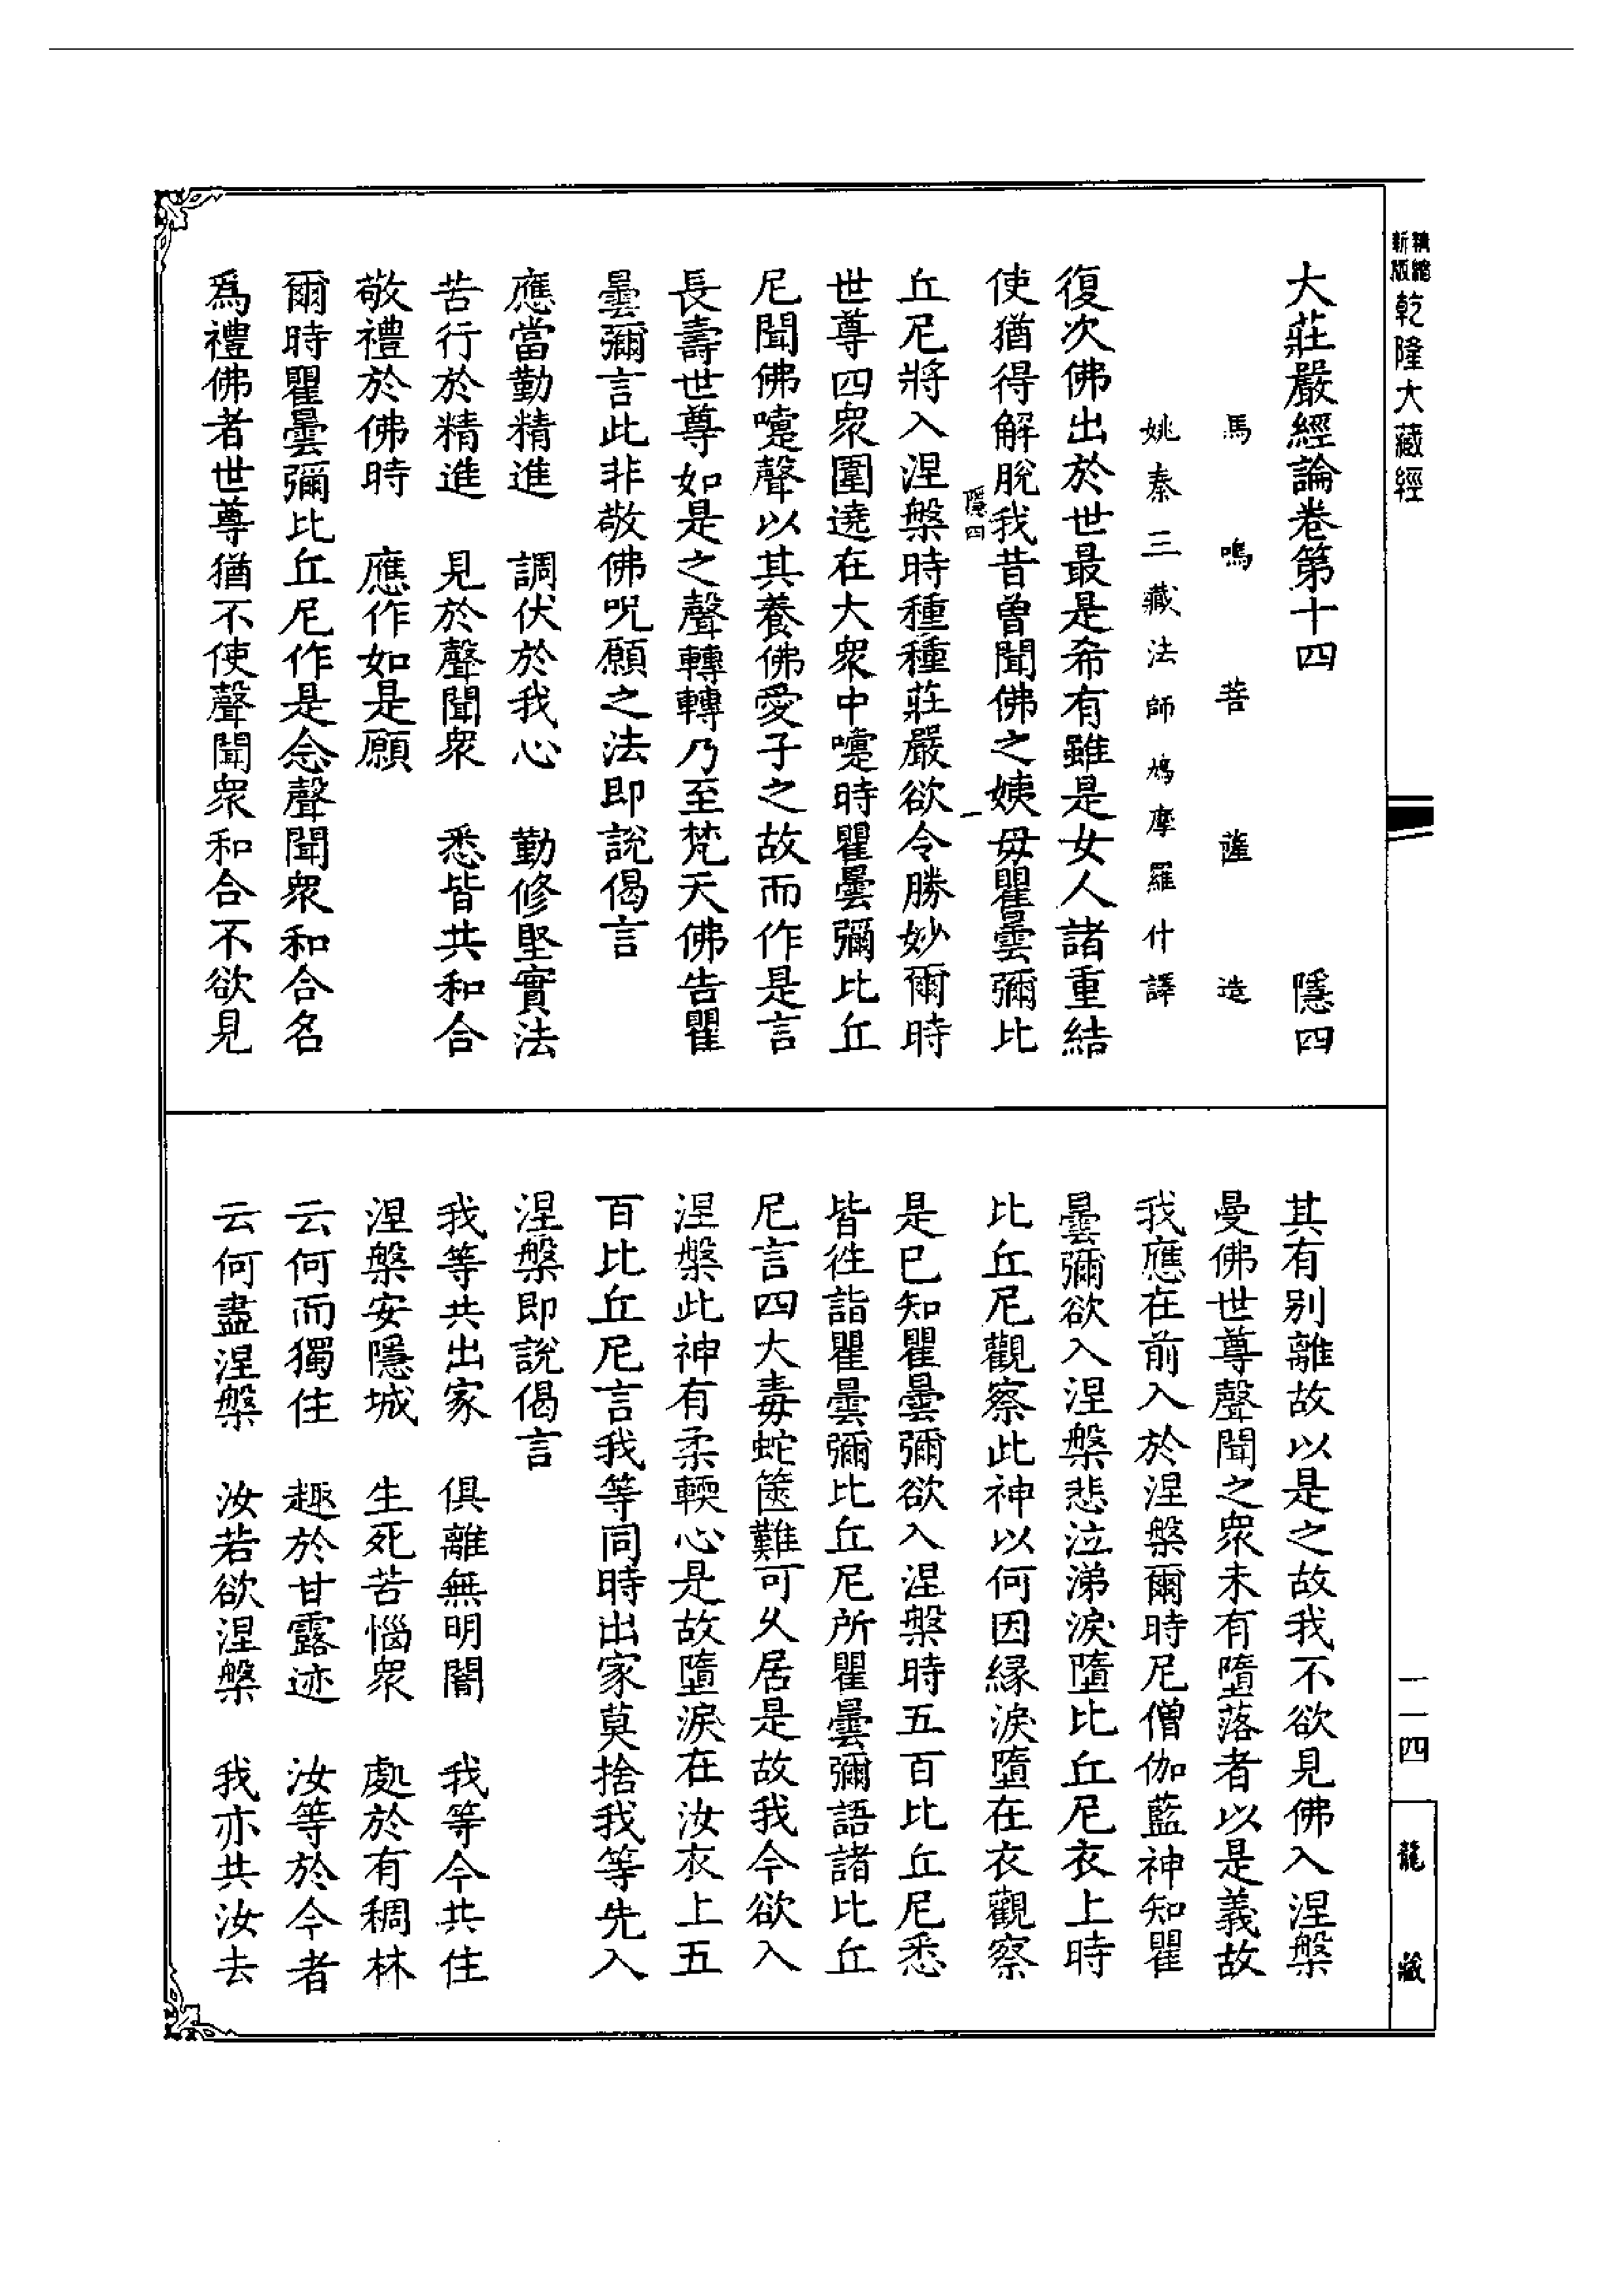 精縮
新版
乾隆大藏經
一一四
龍藏
大莊嚴經論卷第十四　隱四
馬鳴菩薩造
姚秦三藏法師鳩摩羅什譯
復次佛出於世最是希有雖是女人諸重結
使猶得解脫我昔曾聞佛之姨母瞿曇彌比
隱四　一
丘尼將入涅槃時種種莊嚴欲令勝妙爾時
世尊四衆圍遶在大衆中嚏時瞿曇彌比丘
尼聞佛嚏聲以其養佛愛子之故而作是言
長壽世尊如是之聲轉轉乃至梵天佛告瞿
曇彌言此非敬佛呪願之法即說偈言
應當勤精進　調伏於我心　勤修堅實法
苦行於精進　見於聲聞衆　悉皆共和合
敬禮於佛時　應作如是願
爾時瞿曇彌比丘尼作是念聲聞衆和合名
爲禮佛者世尊猶不使聲聞衆和合不欲見
其有別離故以是之故我不欲見佛入涅槃
曼佛世尊聲聞之衆未有墮落者以是義故
我應在前入於涅槃爾時尼僧伽藍神知瞿
曇彌欲入涅槃悲泣涕淚墮比丘尼衣上時
比丘尼觀察此神以何因緣淚墮在衣觀察
是已知瞿曇彌欲入涅槃時五百比丘尼悉
皆徃詣瞿曇彌比丘尼所瞿曇彌語諸比丘
尼言四大毒蛇篋難可久居是故我今欲入
涅槃此神有柔輭心是故墮淚在汝衣上五
百比丘尼言我等同時出家莫捨我等先入
涅槃即說偈言
我等共出家　俱離無明闇　我等今共住
涅槃安隱城　生死苦惱衆　處於有稠林
云何而獨住　趣於甘露迹　汝等於今者
云何盡涅槃　汝若欲涅槃　我亦共汝去